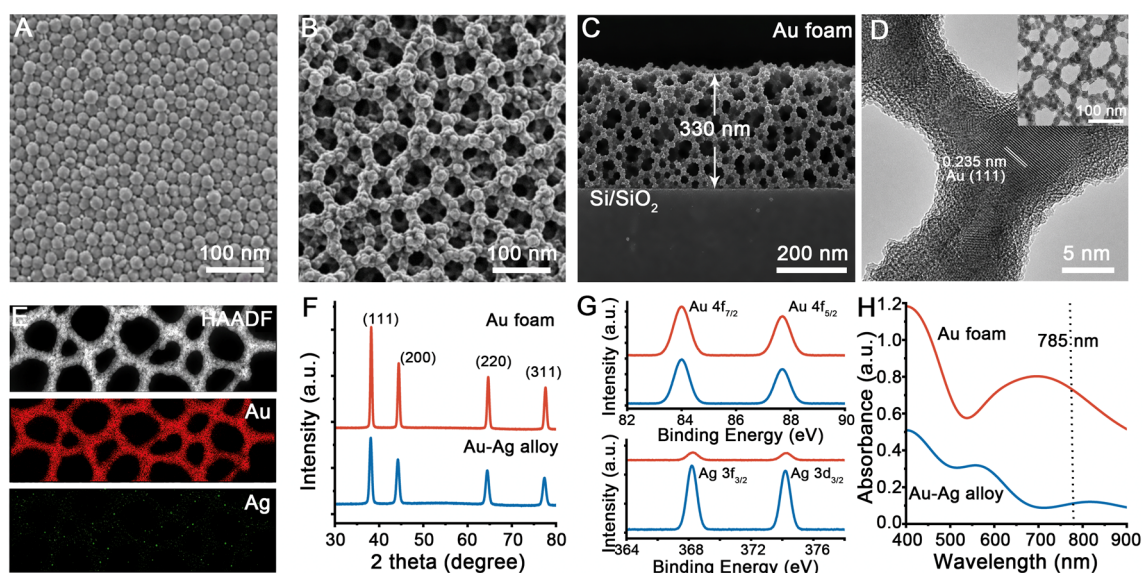 A
100 nm
B
100 nm
C
Au foam
330 nm
Si/SiO2
200 nm
D
100 nm
0.235 nm
Au (111)
5 nm
E
HAADF
Au
Ag
F
Intensity (a.u.)
(111)
(200)
(220)
(311)
Au foam
Au-Ag alloy
30 40 50 60 70 80
2 theta (degree)
G
Intensity (a.u.)
Au 4f7/2
Au 4f5/2
82 84 86 88 90
Binding Energy (eV)
Intensity (a.u.)
Ag 3f3/2
Ag 3d3/2
364 368 372 376
Binding Energy (eV)
H
Absorbance (a.u.)
1.2
1.0
0.8
0.6
0.4
0.2
0.0
Au foam
785 nm
Au-Ag alloy
400 500 600 700 800 900
Wavelength (nm)